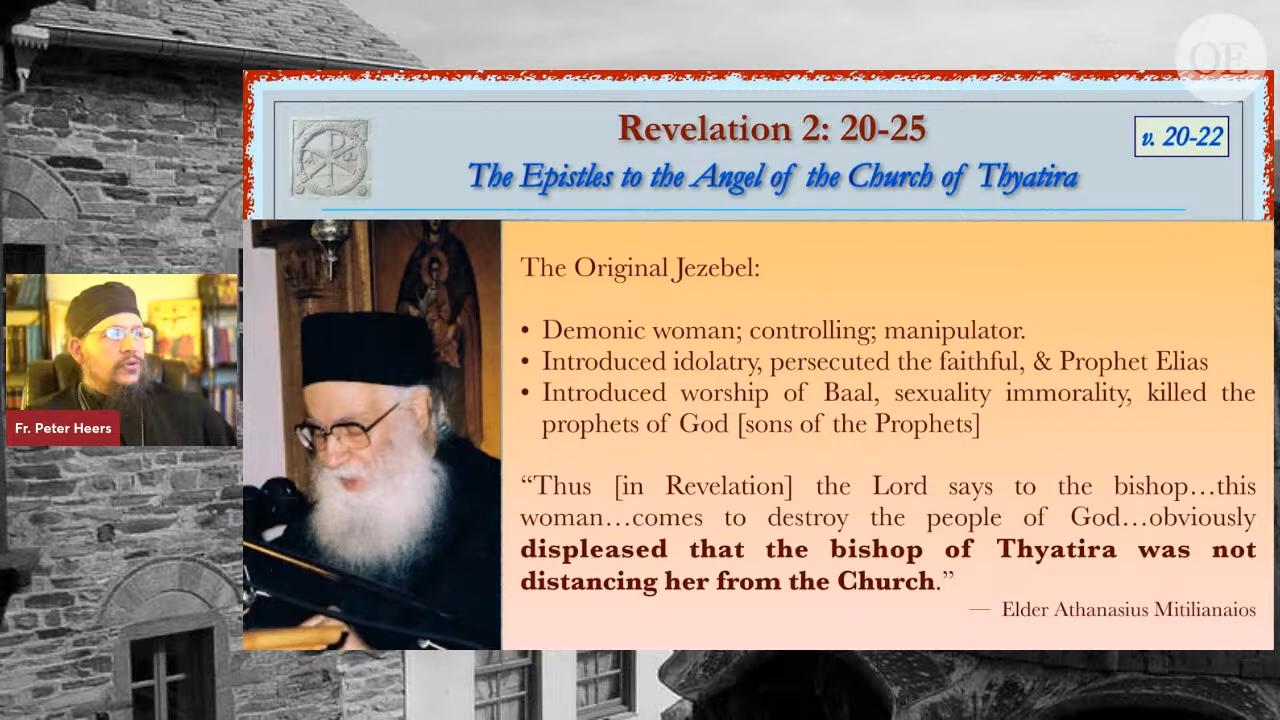 OE
Revelation 2: 20-25
v. 20-22
The Epistles to the Angel of the Church of Thyatira
The Original Jezebel:
• Demonic woman; controlling; manipulator.
• Introduced idolatry, persecuted the faithful, & Prophet Elias
• Introduced worship of Baal, sexuality immorality, killed the
prophets of God [sons of the Prophets]
“Thus [in Revelation] the Lord says to the bishop…this
woman…comes to destroy the people of God…obviously
displeased that the bishop of Thyatira was not
distancing her from the Church.”
— Elder Athanasius Mitilianaios
Fr. Peter Heers